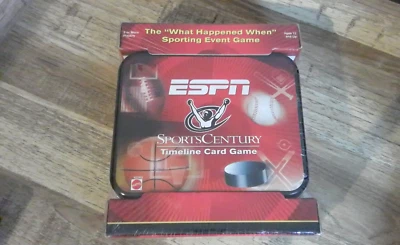 The "What Happened When"
Sporting Event Game
ESPN
SPORTSCENTURY
Timeline Card Game